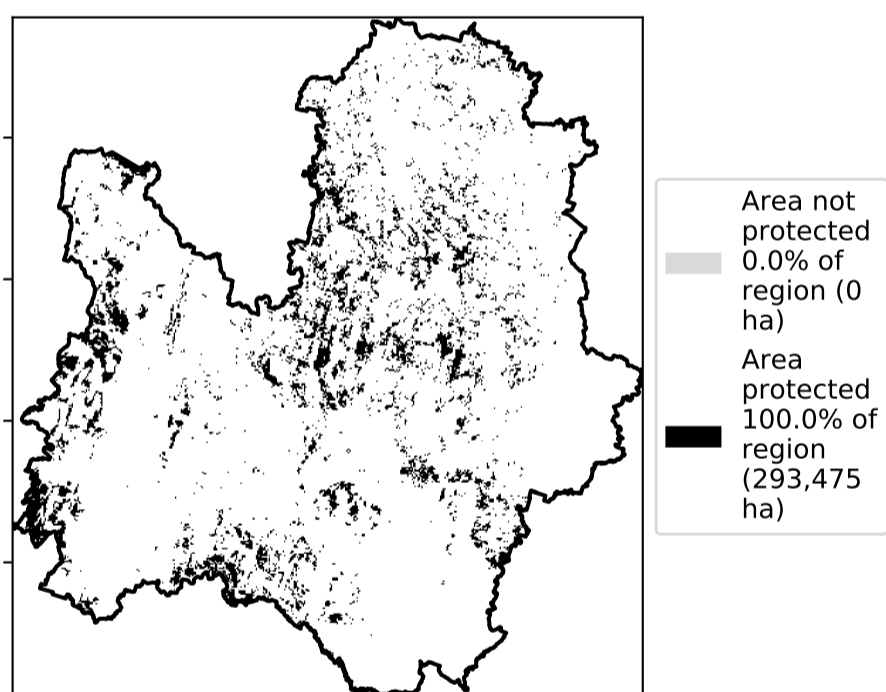 Area not
protected
0.0% of
region (0
ha)
Area
protected
100.0% of
region
(293,475
ha)